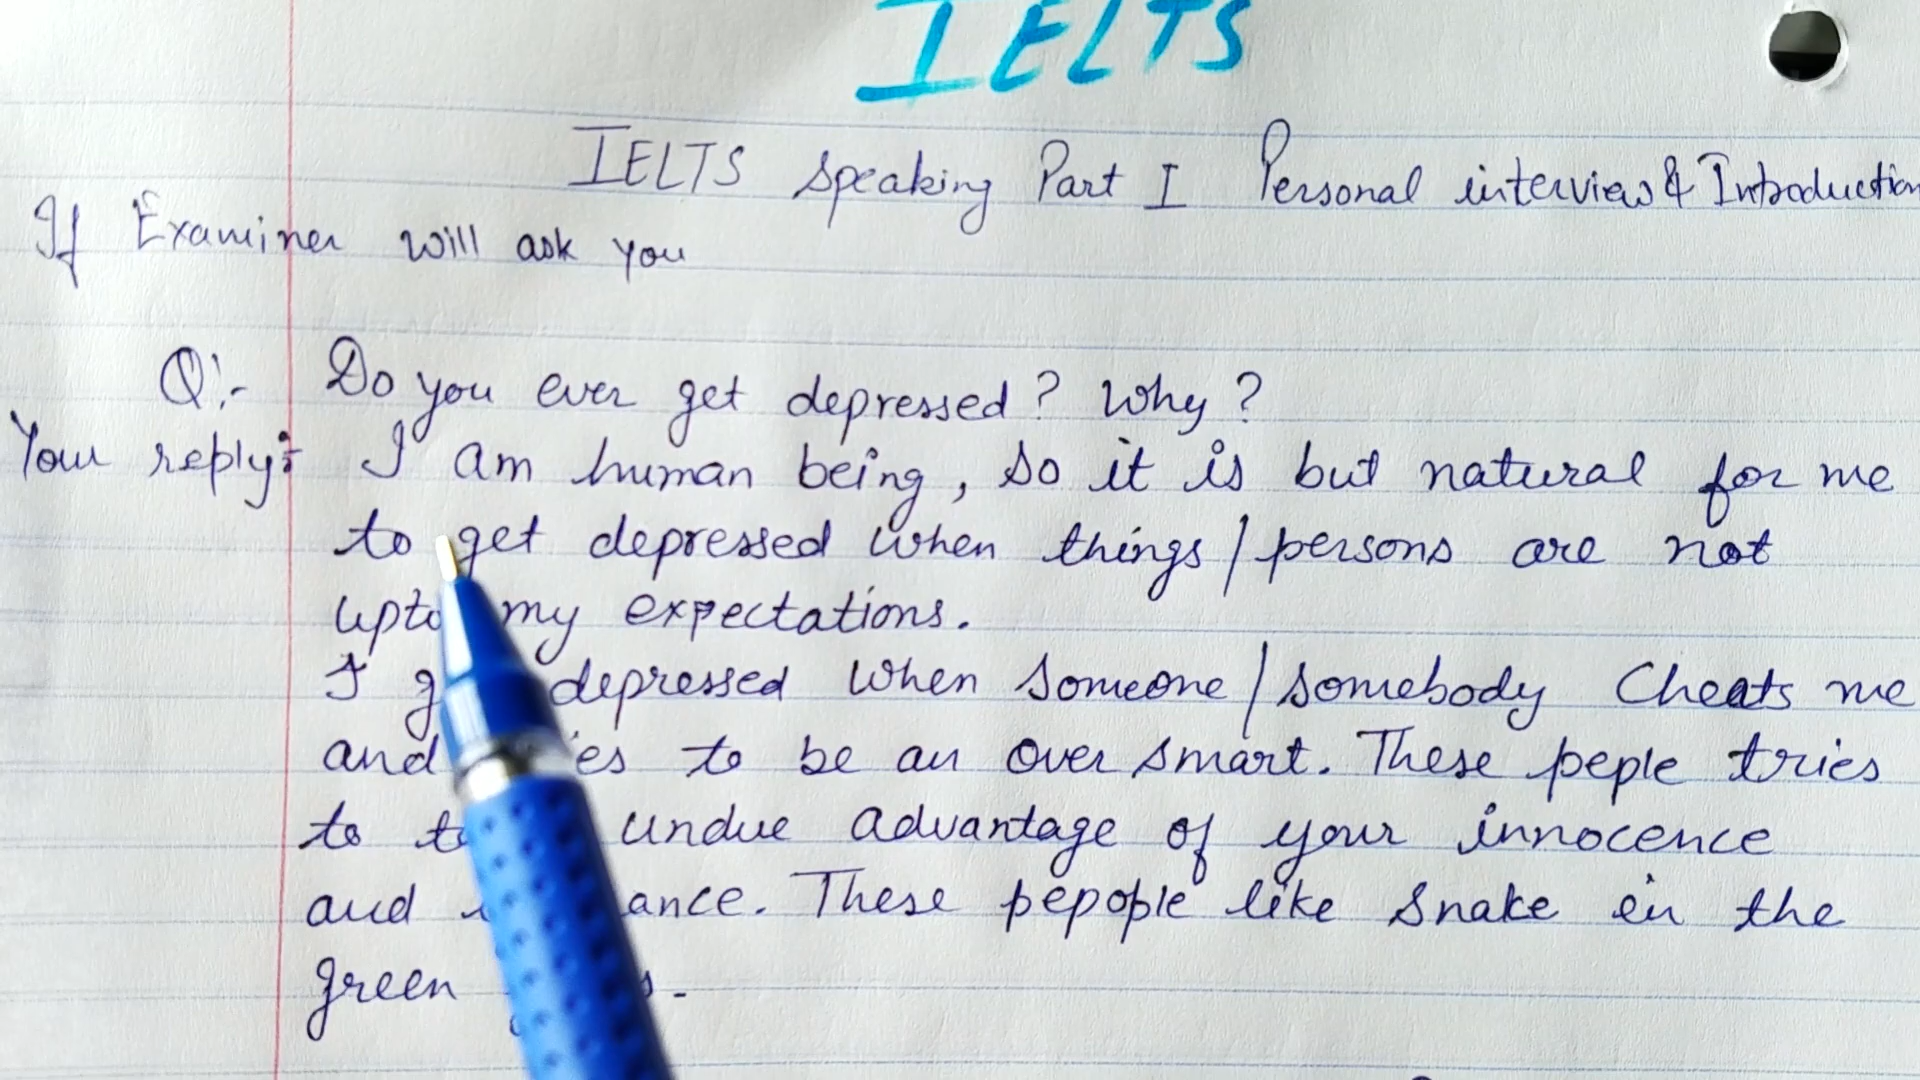 IELTS
IELTS Speaking Part I Personal interview & Introduction
If Examiner will ask you
Q:- Do you ever get depressed? Why?
Your reply:- I am human being, so it is but natural for me
to get depressed when things/persons are not
upto my expectations.
I depressed when someone/somebody Cheats me
and to be an over smart. These peple tries
to undue advantage of your innocence
and These pepople like snake in the
green